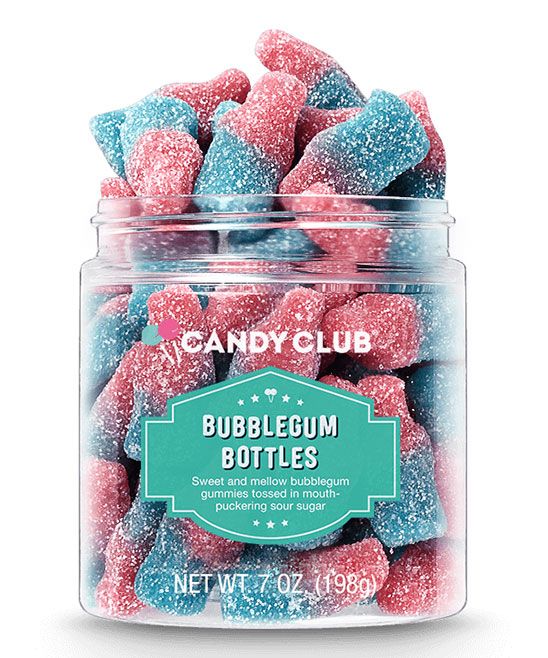 CANDY CLUB
BUBBLEGUM
BOTTLES
Sweet and mellow bubblegum
gummies tossed in mouth-
puckering sour sugar
NET WT. 7 OZ. (198g)